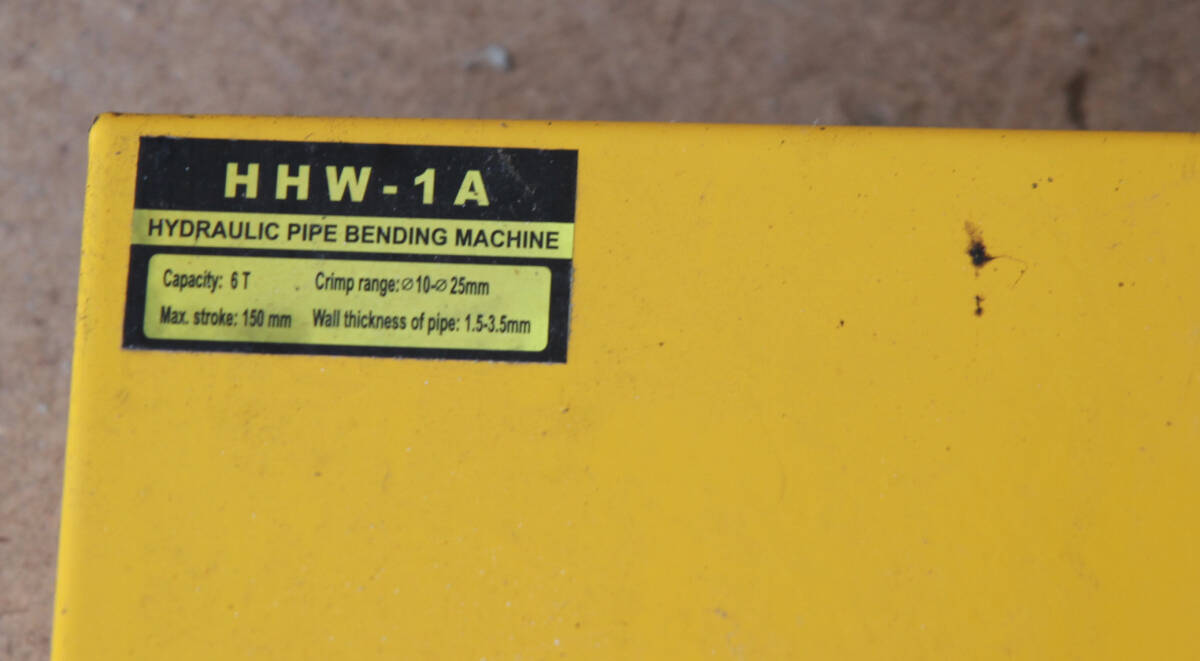 HHW-1A
HYDRAULIC PIPE BENDING MACHINE
Capacity: 6 T Crimp range:⌀10-⌀25mm
Max. stroke: 150 mm Wall thickness of pipe: 1.5-3.5mm